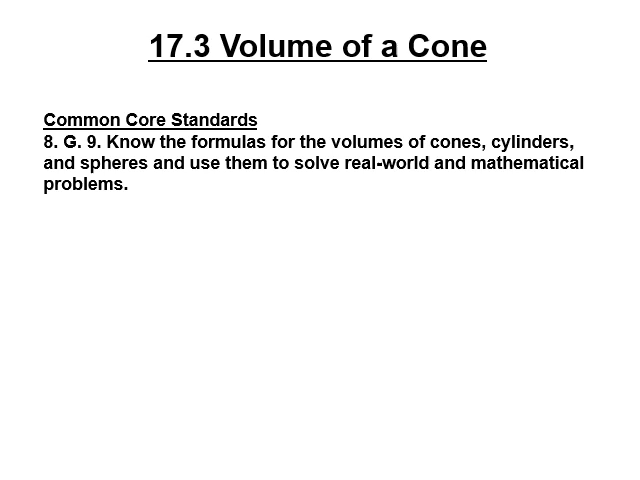 17.3 Volume of a Cone
Common Core Standards
8. G. 9. Know the formulas for the volumes of cones, cylinders,
and spheres and use them to solve real-world and mathematical
problems.